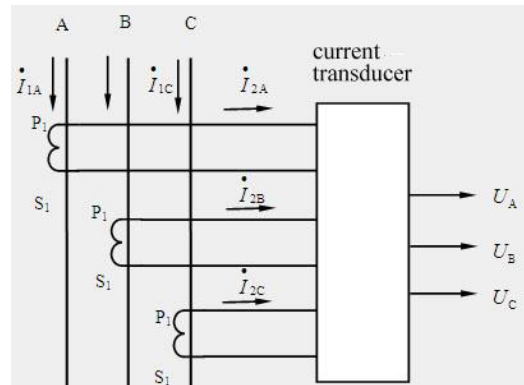 A B C
current
transducer
İ1A İ1C İ2A
P1
S1
P1 İ2B
S1
İ2C
P1
S1
UA
UB
UC